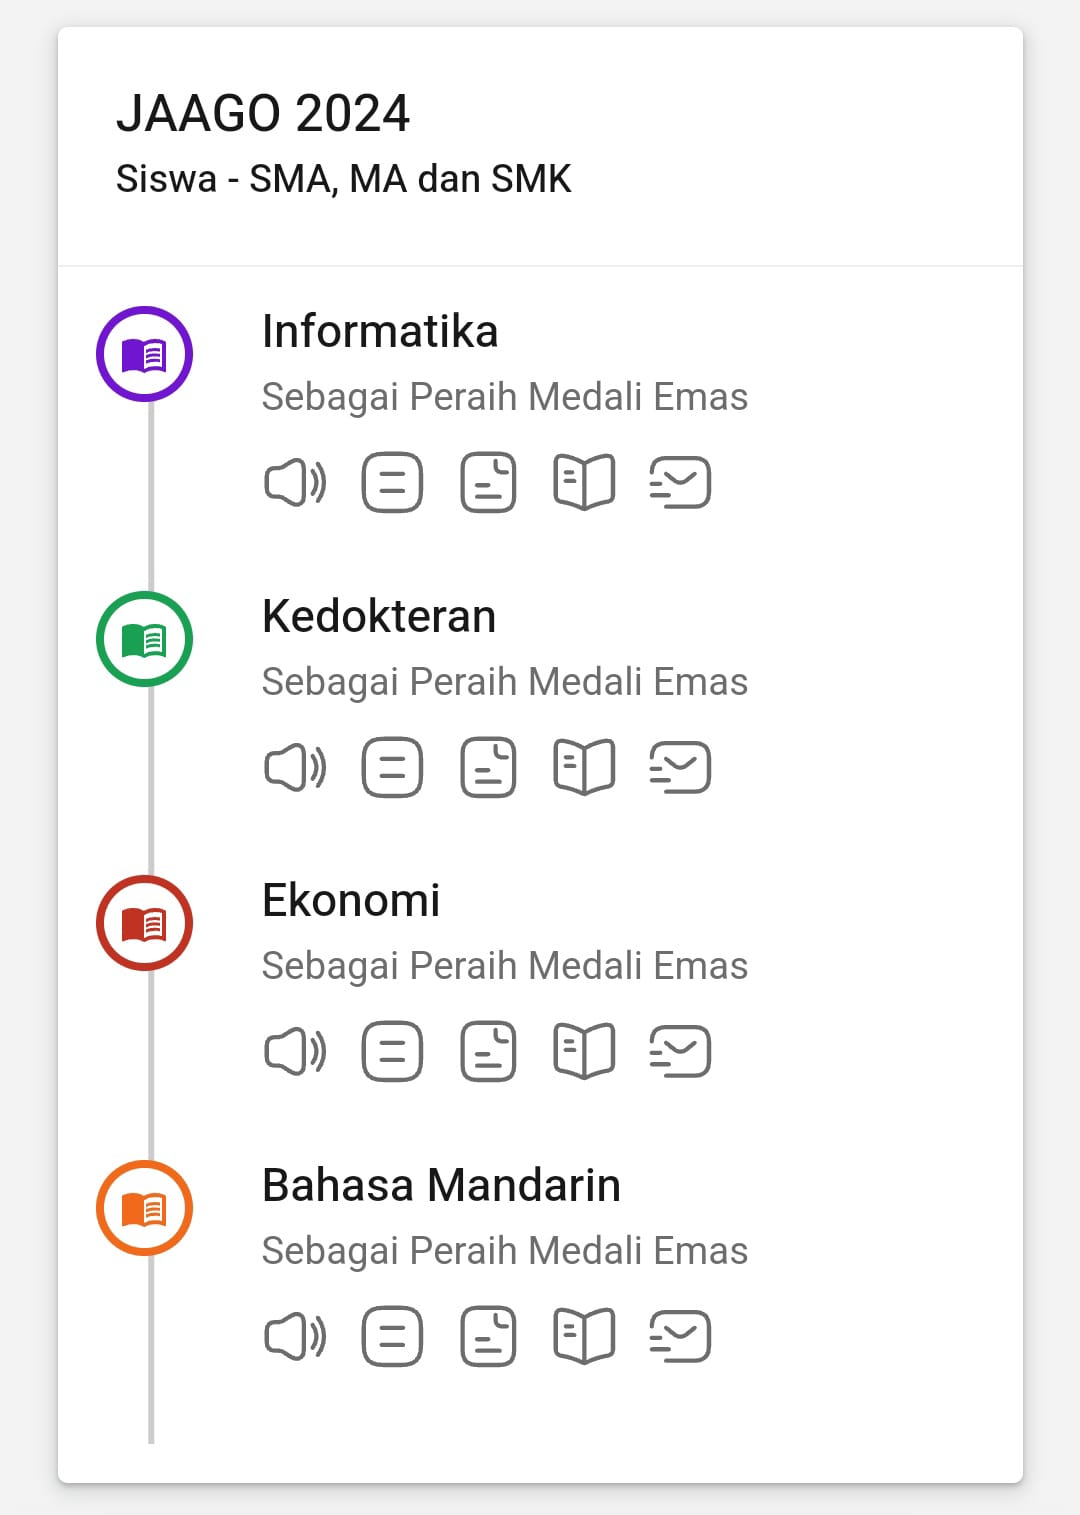 JAAGO 2024
Siswa - SMA, MA dan SMK
Informatika
Sebagai Peraih Medali Emas
Kedokteran
Sebagai Peraih Medali Emas
Ekonomi
Sebagai Peraih Medali Emas
Bahasa Mandarin
Sebagai Peraih Medali Emas